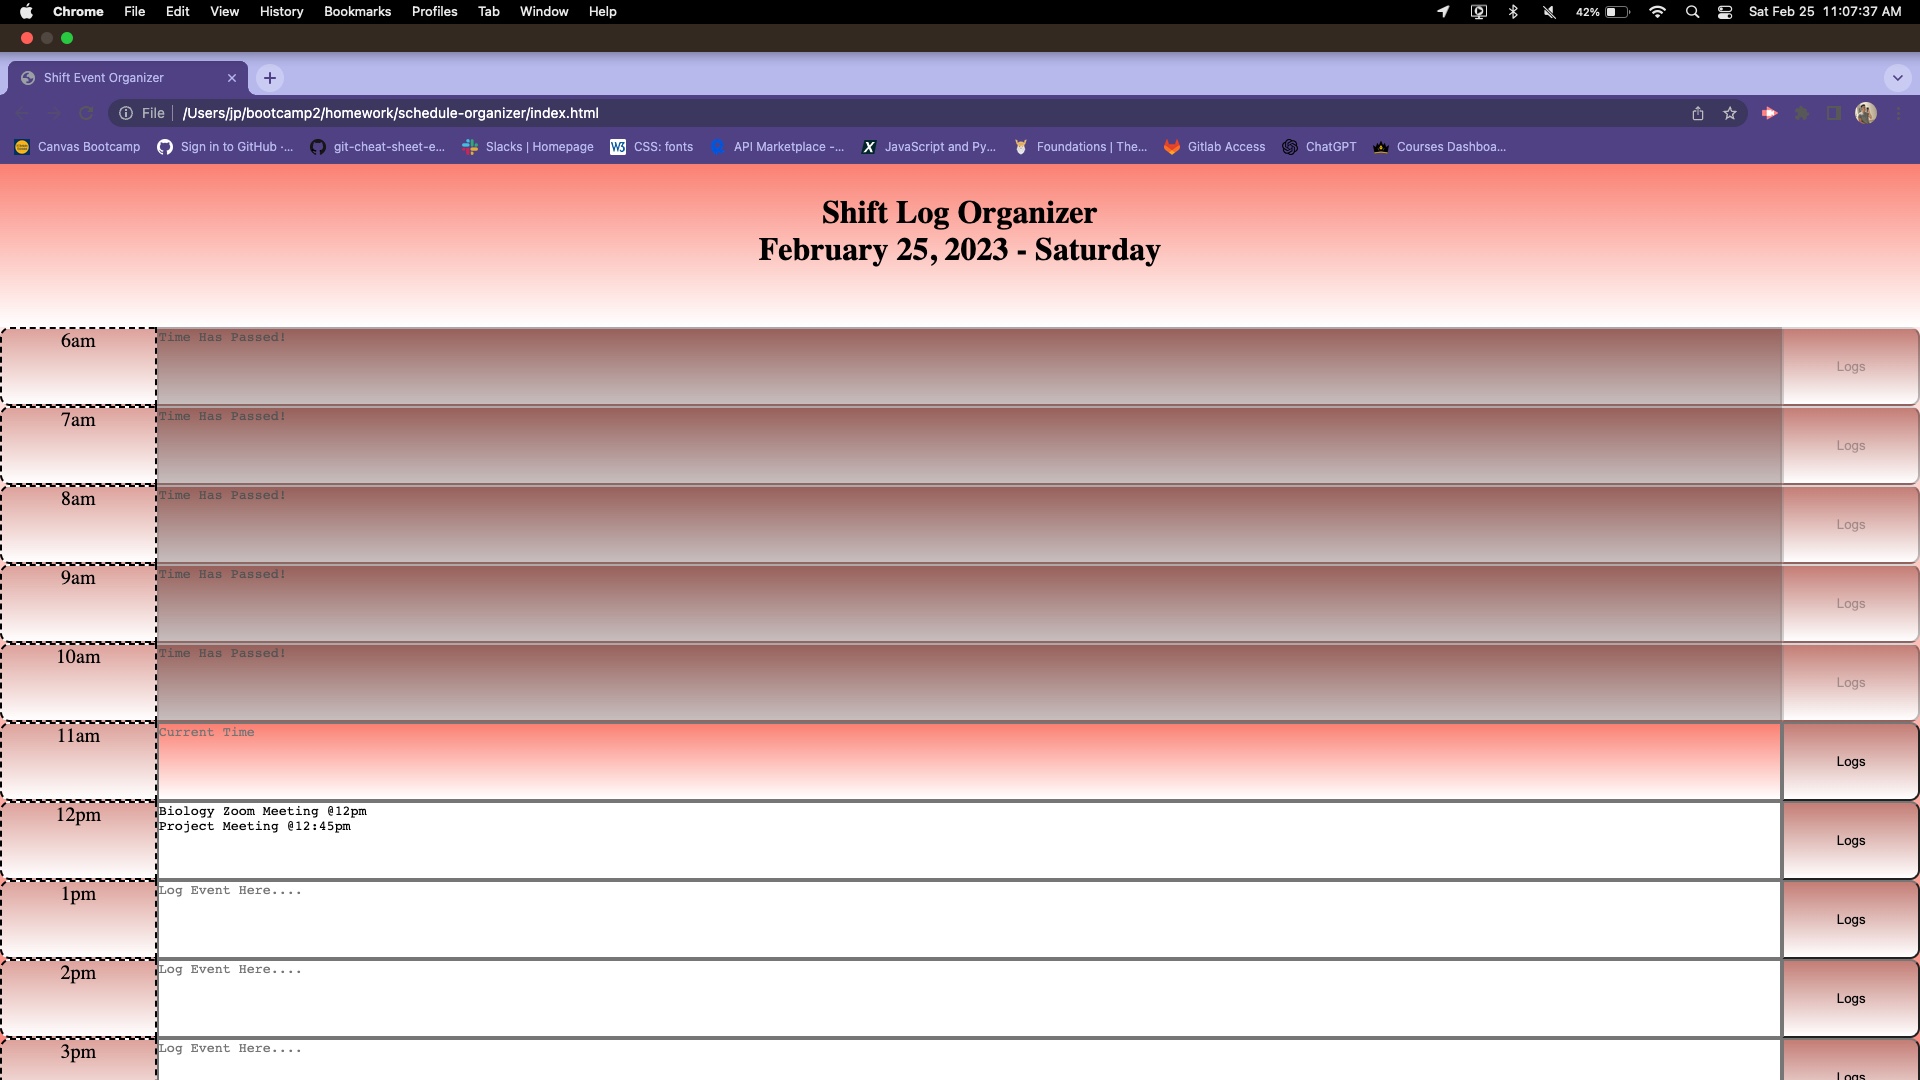 Chrome File Edit View History Bookmarks Profiles Tab Window Help 42% Sat Feb 25 11:07:37 AM
Shift Event Organizer
File /Users/jp/bootcamp2/homework/schedule-organizer/index.html
Canvas Bootcamp Sign in to GitHub ·... git-cheat-sheet-e... Slacks | Homepage W3 CSS: fonts API Marketplace -... X JavaScript and Py... Foundations | The... Gitlab Access ChatGPT Courses Dashboa...
Shift Log Organizer
February 25, 2023 - Saturday
6am Time Has Passed! Logs
7am Time Has Passed! Logs
8am Time Has Passed! Logs
9am Time Has Passed! Logs
10am Time Has Passed! Logs
11am Current Time Logs
12pm Biology Zoom Meeting @12pm
Project Meeting @12:45pm Logs
1pm Log Event Here.... Logs
2pm Log Event Here.... Logs
3pm Log Event Here.... Logs